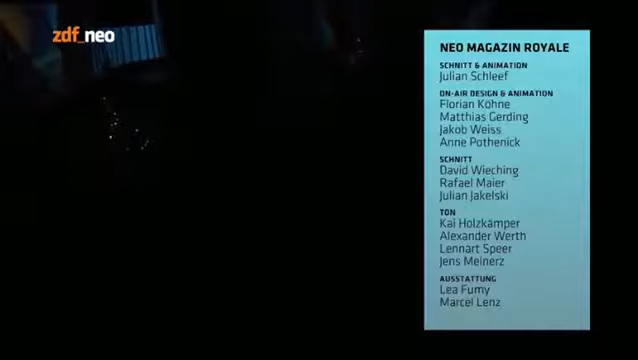 zdf_neo
NEO MAGAZIN ROYALE
SCHNITT & ANIMATION
Julian Schleef
ON-AIR DESIGN & ANIMATION
Florian Köhne
Matthias Gerding
Jakob Weiss
Anne Pothenick
SCHNITT
David Wieching
Rafael Maier
Julian Jakelski
TON
Kai Holzkämper
Alexander Werth
Lennart Speer
Jens Meinerz
AUSSTATTUNG
Lea Fumy
Marcel Lenz